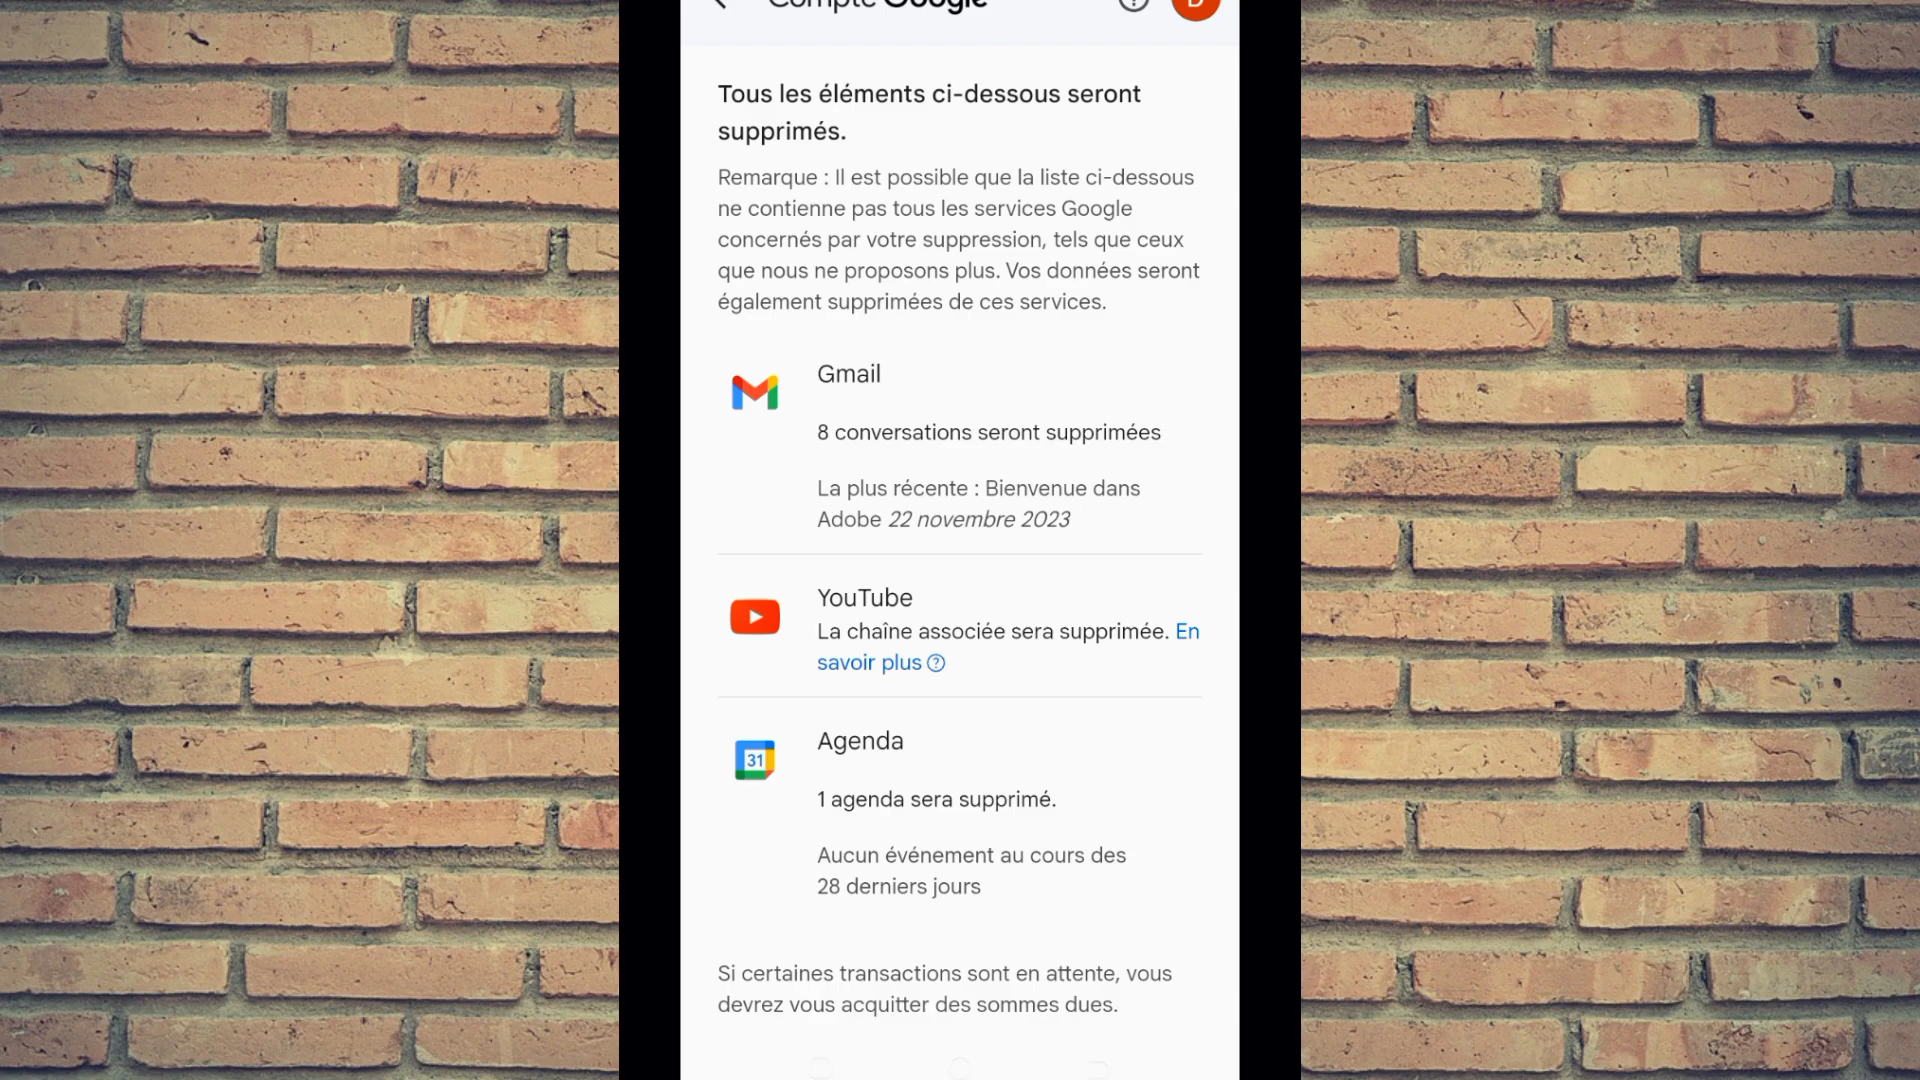 Compte Google
Tous les éléments ci-dessous seront
supprimés.
Remarque : Il est possible que la liste ci-dessous
ne contienne pas tous les services Google
concernés par votre suppression, tels que ceux
que nous ne proposons plus. Vos données seront
également supprimées de ces services.
Gmail
8 conversations seront supprimées
La plus récente : Bienvenue dans
Adobe 22 novembre 2023
YouTube
La chaîne associée sera supprimée. En
savoir plus
Agenda
31
1 agenda sera supprimé.
Aucun événement au cours des
28 derniers jours
Si certaines transactions sont en attente, vous
devrez vous acquitter des sommes dues.